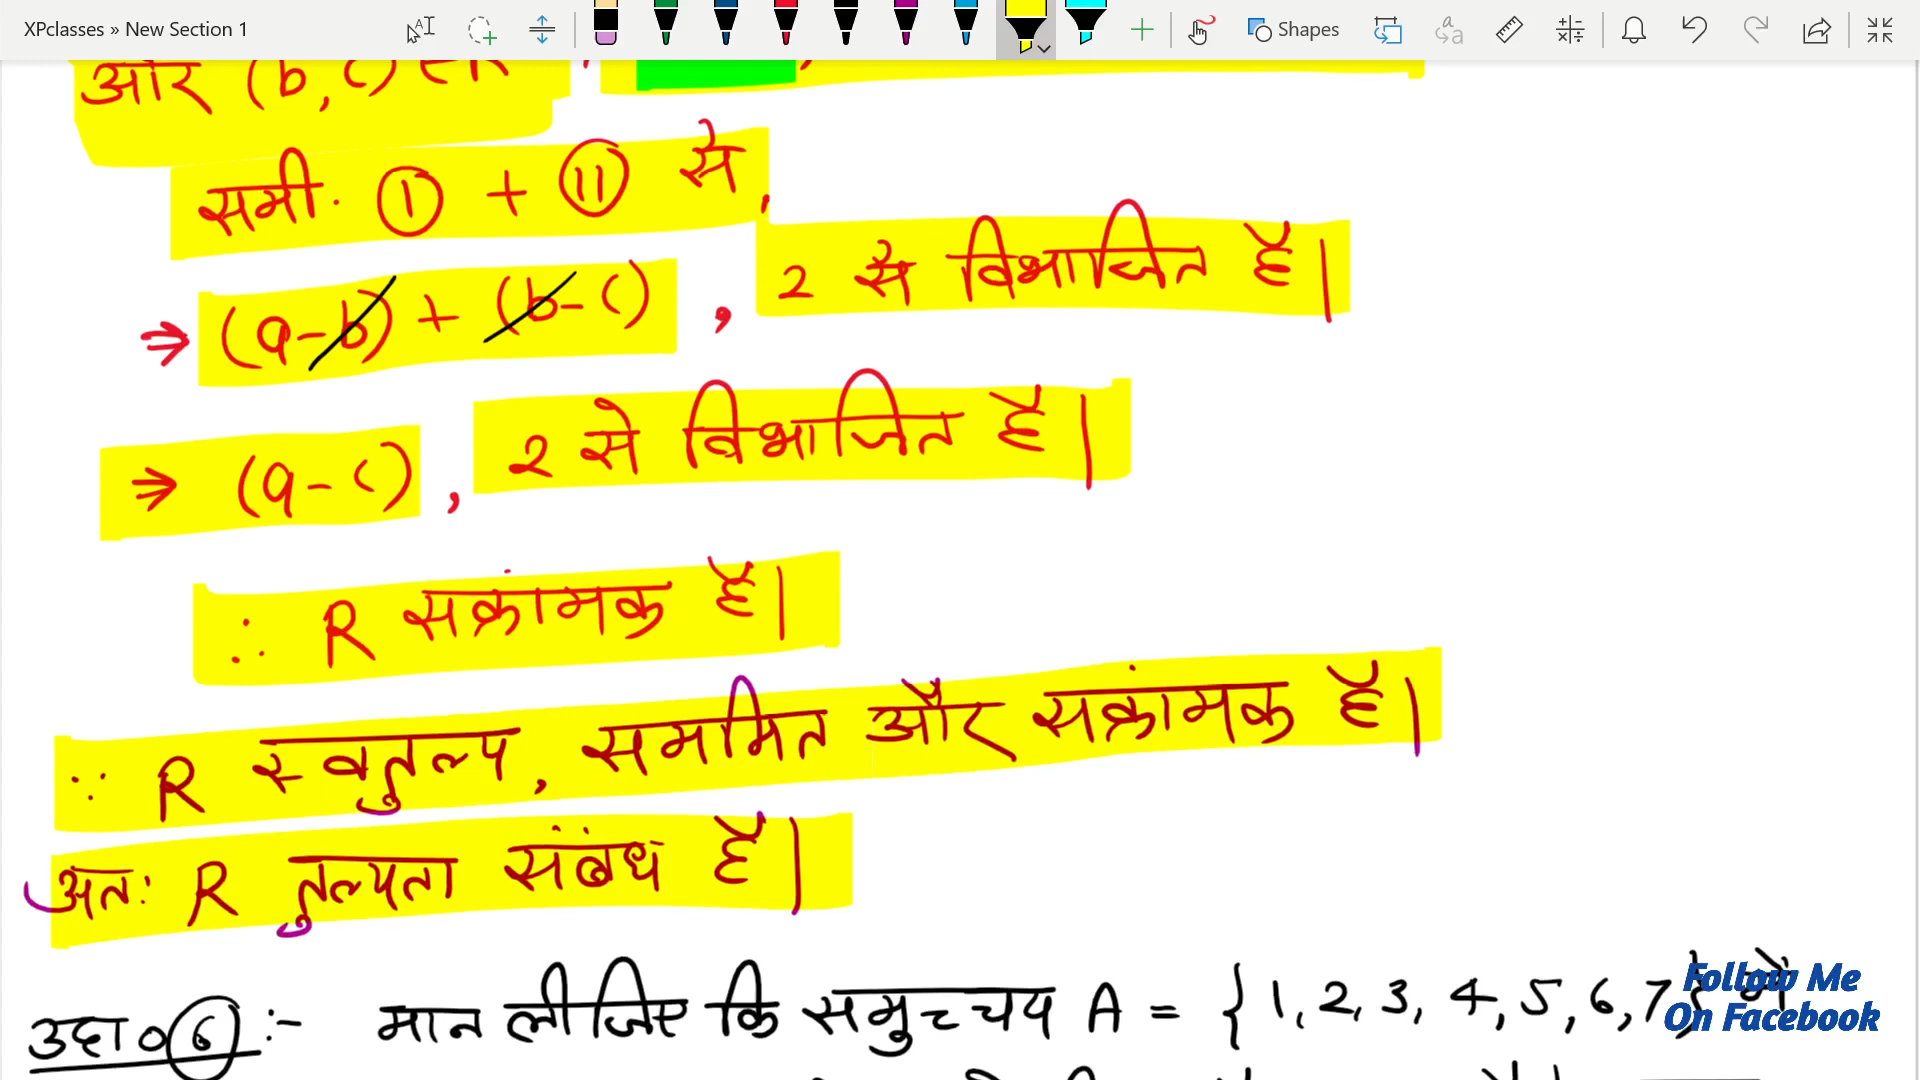 XPclasses » New Section 1
Shapes
और (b, c)
समी. ① + ⑪ से,
⇒ (a-b) + (b-c), 2 से विभाजित है|
⇒ (a-c), 2 से विभाजित है|
∴ R संक्रामक है|
∵ R स्वतुल्य, सममित और संक्रामक है|
अतः R तुल्यता संबंध है|
उदा० ⑥ :- मान लीजिए कि समुच्चय A = {1, 2, 3, 4, 5, 6, 7} में
Follow Me
On Facebook